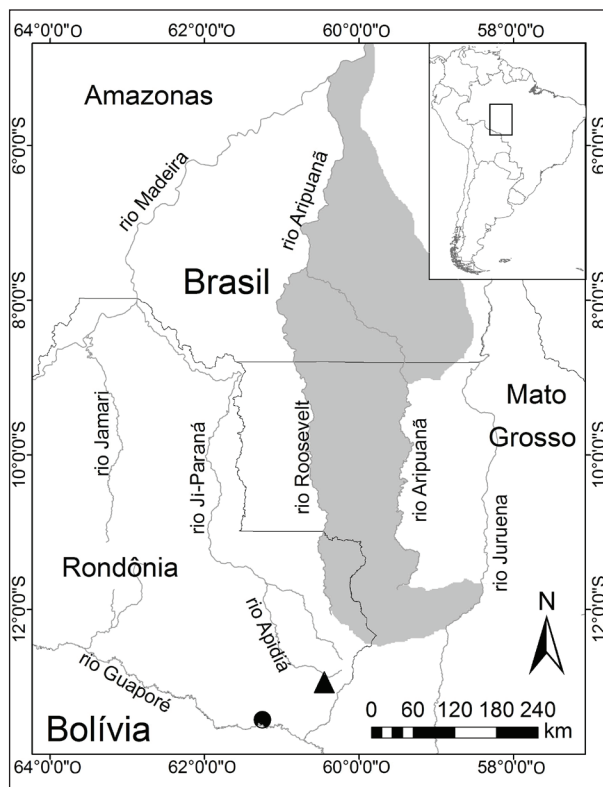 64°0'0"O 62°0'0"O 60°0'0"O 58°0'0"O
Amazonas
6°0'0"S
6°0'0"S
rio Madeira
rio Aripuanã
Brasil
8°0'0"S
8°0'0"S
Mato
Grosso
rio Jamari
rio Ji-Paraná
rio Roosevelt
rio Aripuanã
rio Juruena
10°0'0"S
10°0'0"S
Rondônia
12°0'0"S
12°0'0"S
rio Apidiá
N
rio Guaporé
Bolívia
0 60 120 180 240
km
64°0'0"O 62°0'0"O 60°0'0"O 58°0'0"O